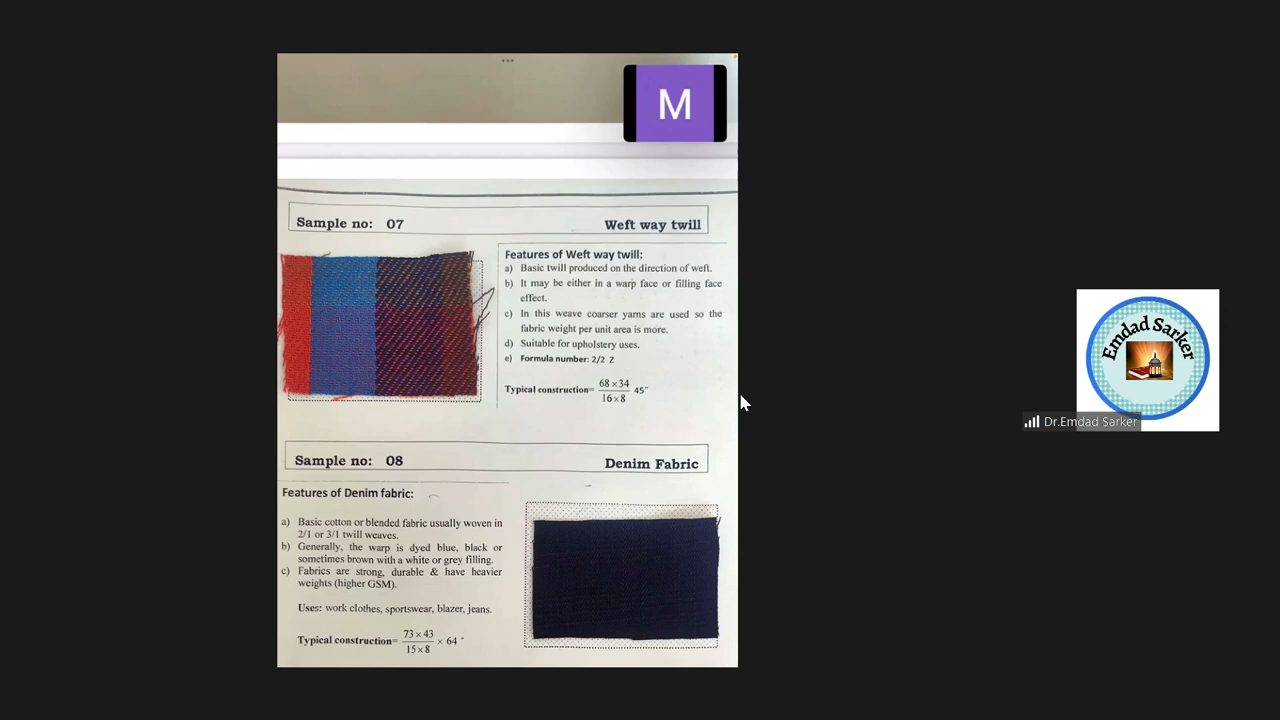 M
Sample no: 07 Weft way twill
Features of Weft way twill:
a) Basic twill produced on the direction of weft.
b) It may be either in a warp face or filling face
effect.
c) In this weave coarser yarns are used so the
fabric weight per unit area is more.
d) Suitable for upholstery uses.
e) Formula number: 2/2 Z
Typical construction= 68×34 45"
16×8
Sample no: 08 Denim Fabric
Features of Denim fabric:
a) Basic cotton or blended fabric usually woven in
2/1 or 3/1 twill weaves.
b) Generally, the warp is dyed blue, black or
sometimes brown with a white or grey filling.
c) Fabrics are strong, durable & have heavier
weights (higher GSM).
Uses: work clothes, sportswear, blazer, jeans.
Typical construction= 73×43 × 64 "
15×8
Emdad Sarker
Dr.Emdad Sarker